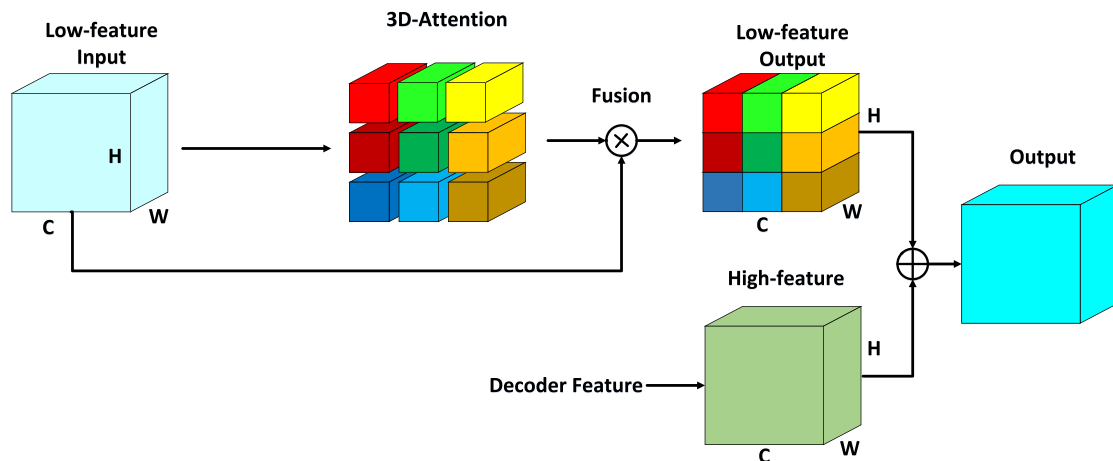 Low-feature
Input
H
C
W
3D-Attention
Fusion
Low-feature
Output
H
W
C
High-feature
H
Decoder Feature
W
C
Output